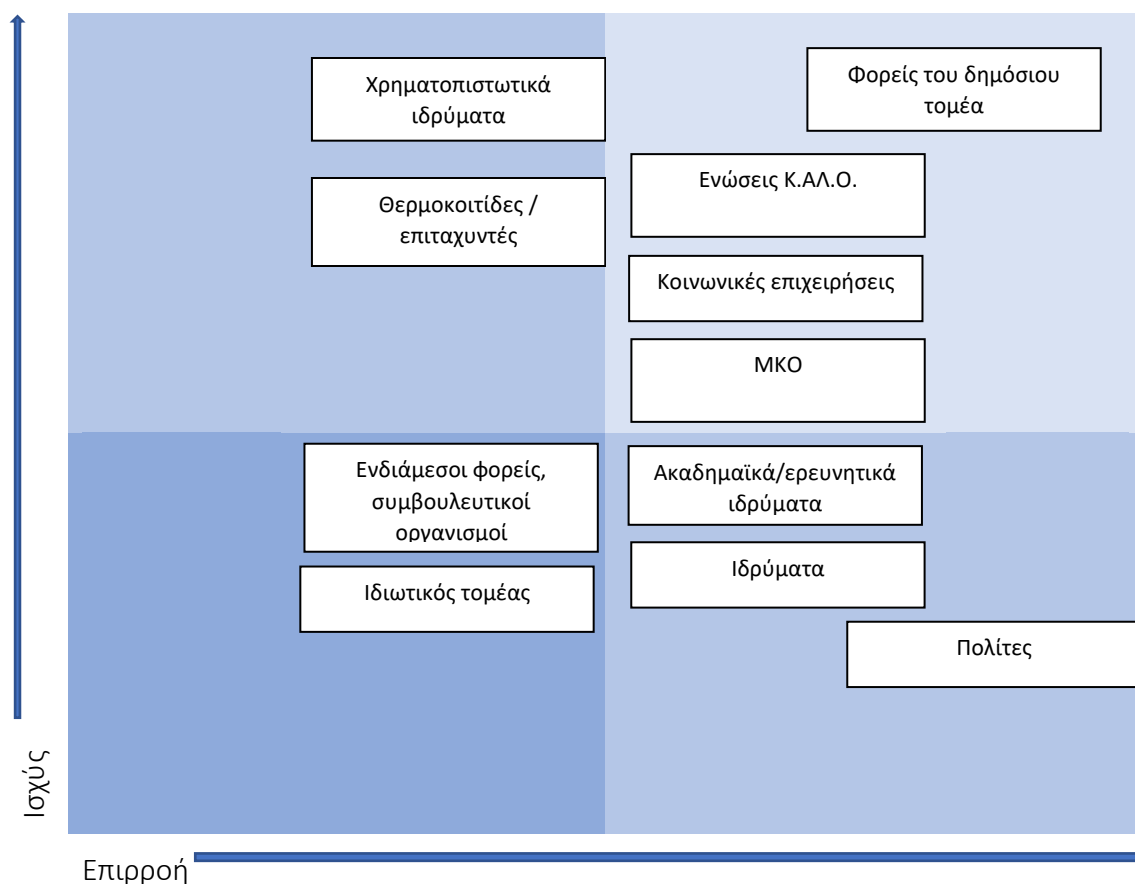 Χρηματοπιστωτικά
ιδρύματα
Φορείς του δημόσιου
τομέα
Ενώσεις Κ.ΑΛ.Ο.
Θερμοκοιτίδες /
επιταχυντές
Κοινωνικές επιχειρήσεις
ΜΚΟ
Ενδιάμεσοι φορείς,
συμβουλευτικοί
οργανισμοί
Ακαδημαϊκά/ερευνητικά
ιδρύματα
Ιδρύματα
Ιδιωτικός τομέας
Πολίτες
Ισχύς
Επιρροή